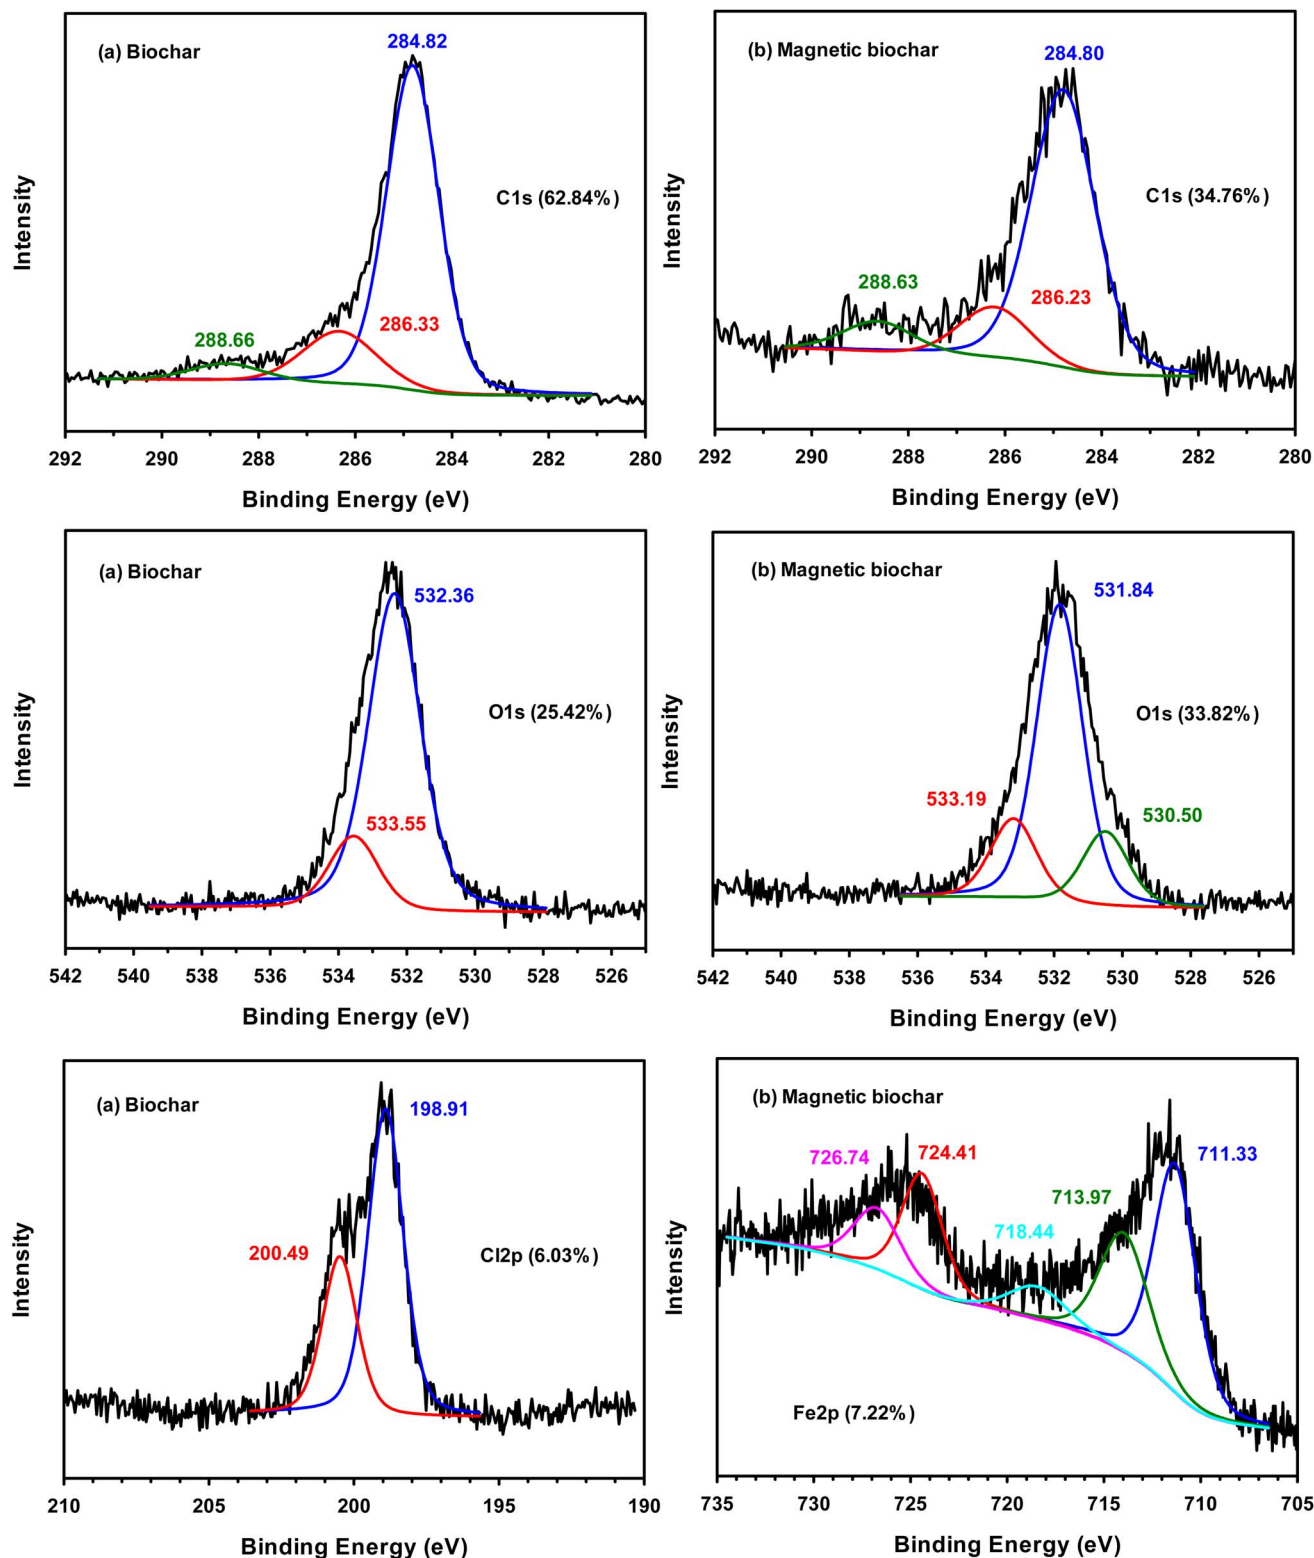 (a) Biochar
284.82
C1s (62.84%)
286.33
288.66
Intensity
292 290 288 286 284 282 280
Binding Energy (eV)
(b) Magnetic biochar
284.80
C1s (34.76%)
288.63
286.23
Intensity
292 290 288 286 284 282 280
Binding Energy (eV)
(a) Biochar
532.36
O1s (25.42%)
533.55
Intensity
542 540 538 536 534 532 530 528 526
Binding Energy (eV)
(b) Magnetic biochar
531.84
O1s (33.82%)
533.19
530.50
Intensity
542 540 538 536 534 532 530 528 526
Binding Energy (eV)
(a) Biochar
198.91
200.49
Cl2p (6.03%)
Intensity
210 205 200 195 190
Binding Energy (eV)
(b) Magnetic biochar
726.74
724.41
711.33
713.97
718.44
Fe2p (7.22%)
Intensity
735 730 725 720 715 710 705
Binding Energy (eV)